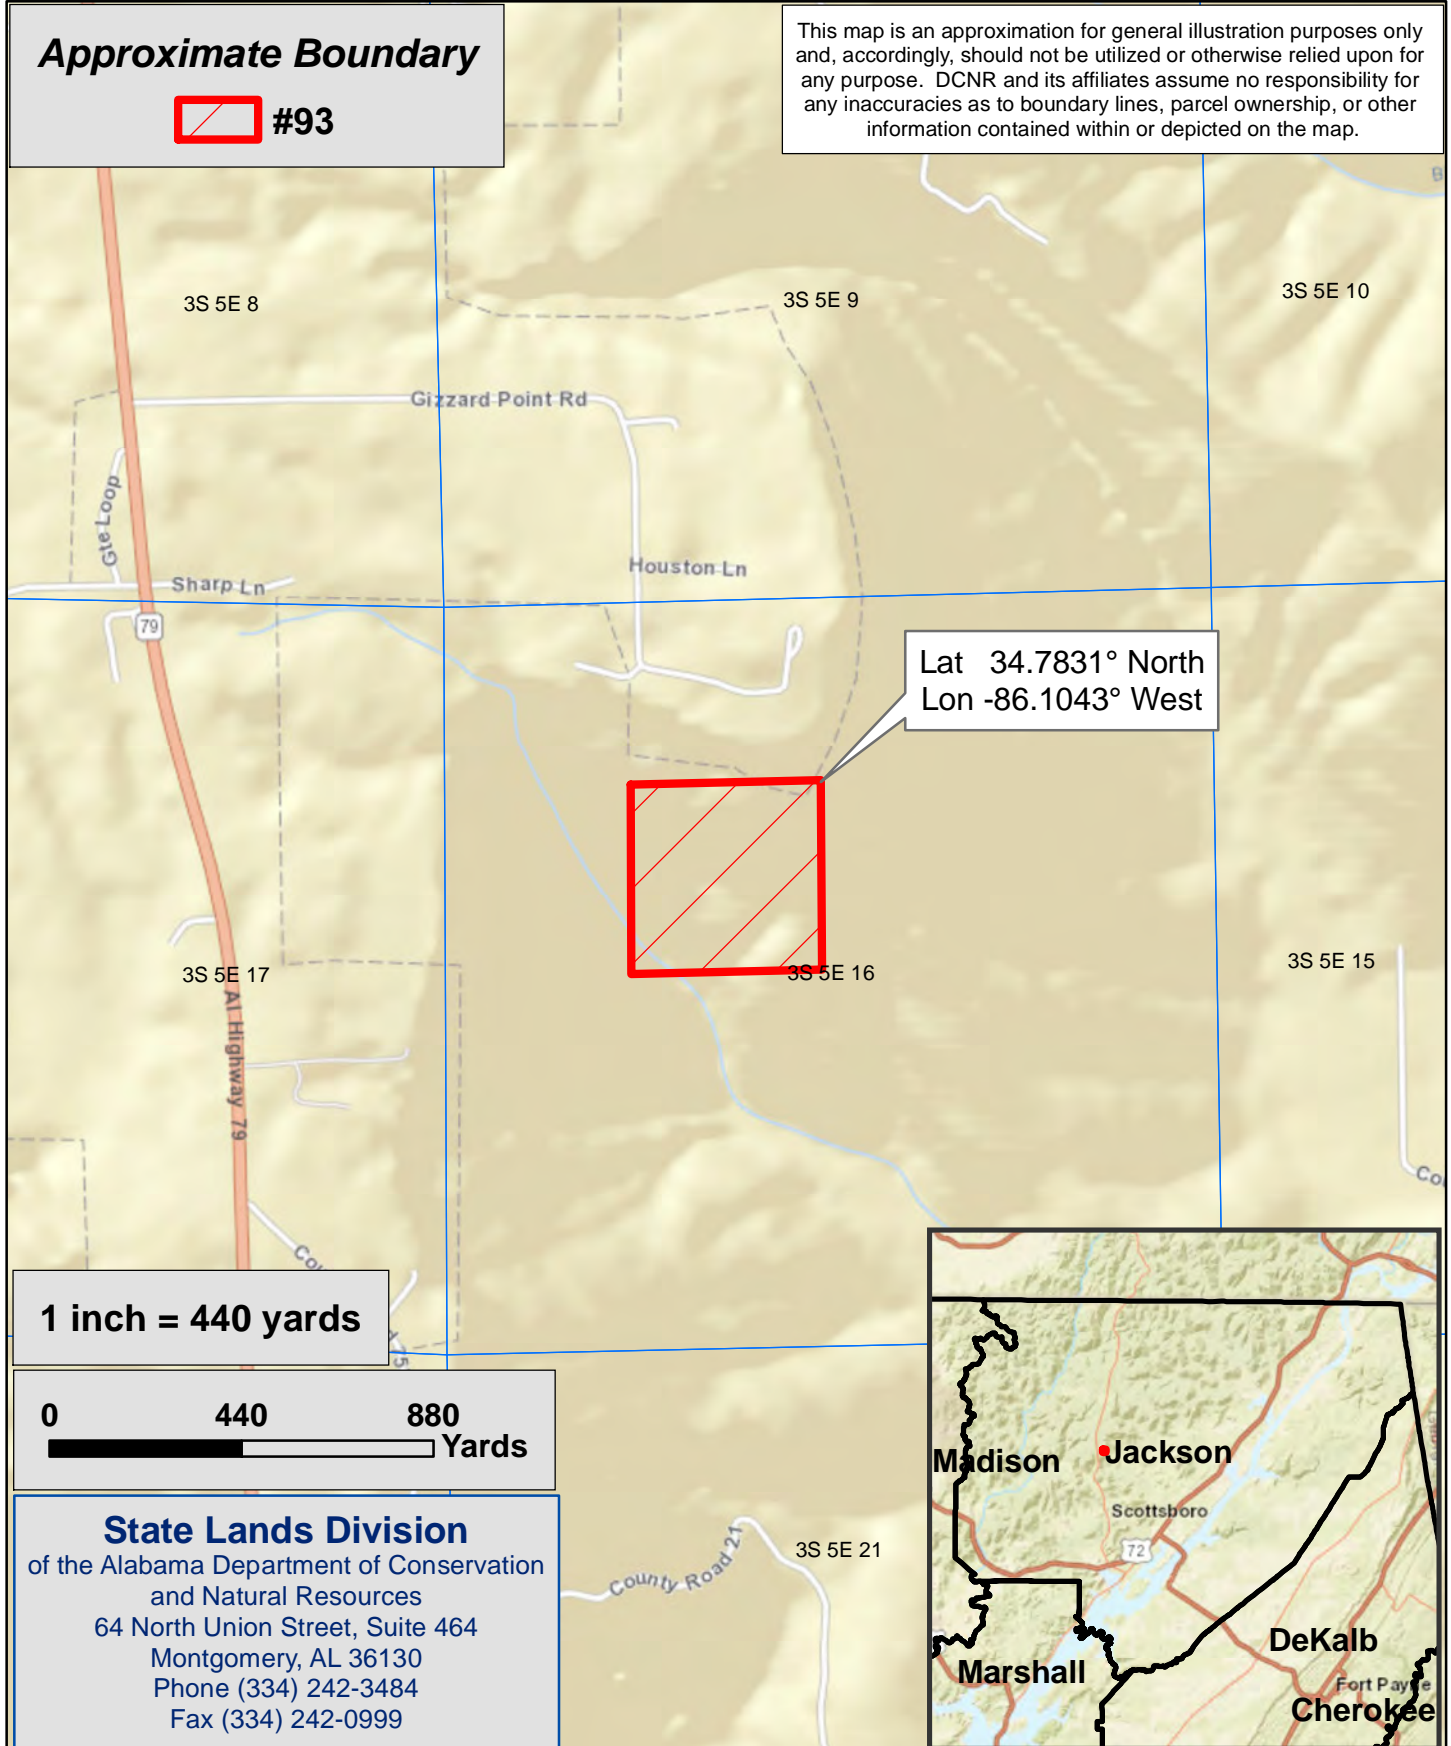 Approximate Boundary
#93
This map is an approximation for general illustration purposes only
and, accordingly, should not be utilized or otherwise relied upon for
any purpose. DCNR and its affiliates assume no responsibility for
any inaccuracies as to boundary lines, parcel ownership, or other
information contained within or depicted on the map.
3S 5E 8
3S 5E 9
3S 5E 10
Gizzard Point Rd
Gte Loop
Sharp Ln
Houston Ln
79
Lat 34.7831° North
Lon -86.1043° West
3S 5E 17
3S 5E 16
3S 5E 15
Al Highway 79
1 inch = 440 yards
0 440 880
Yards
State Lands Division
of the Alabama Department of Conservation
and Natural Resources
64 North Union Street, Suite 464
Montgomery, AL 36130
Phone (334) 242-3484
Fax (334) 242-0999
County Road 21
3S 5E 21
Madison
Jackson
Scottsboro
72
DeKalb
Marshall
Fort Payne
Cherokee